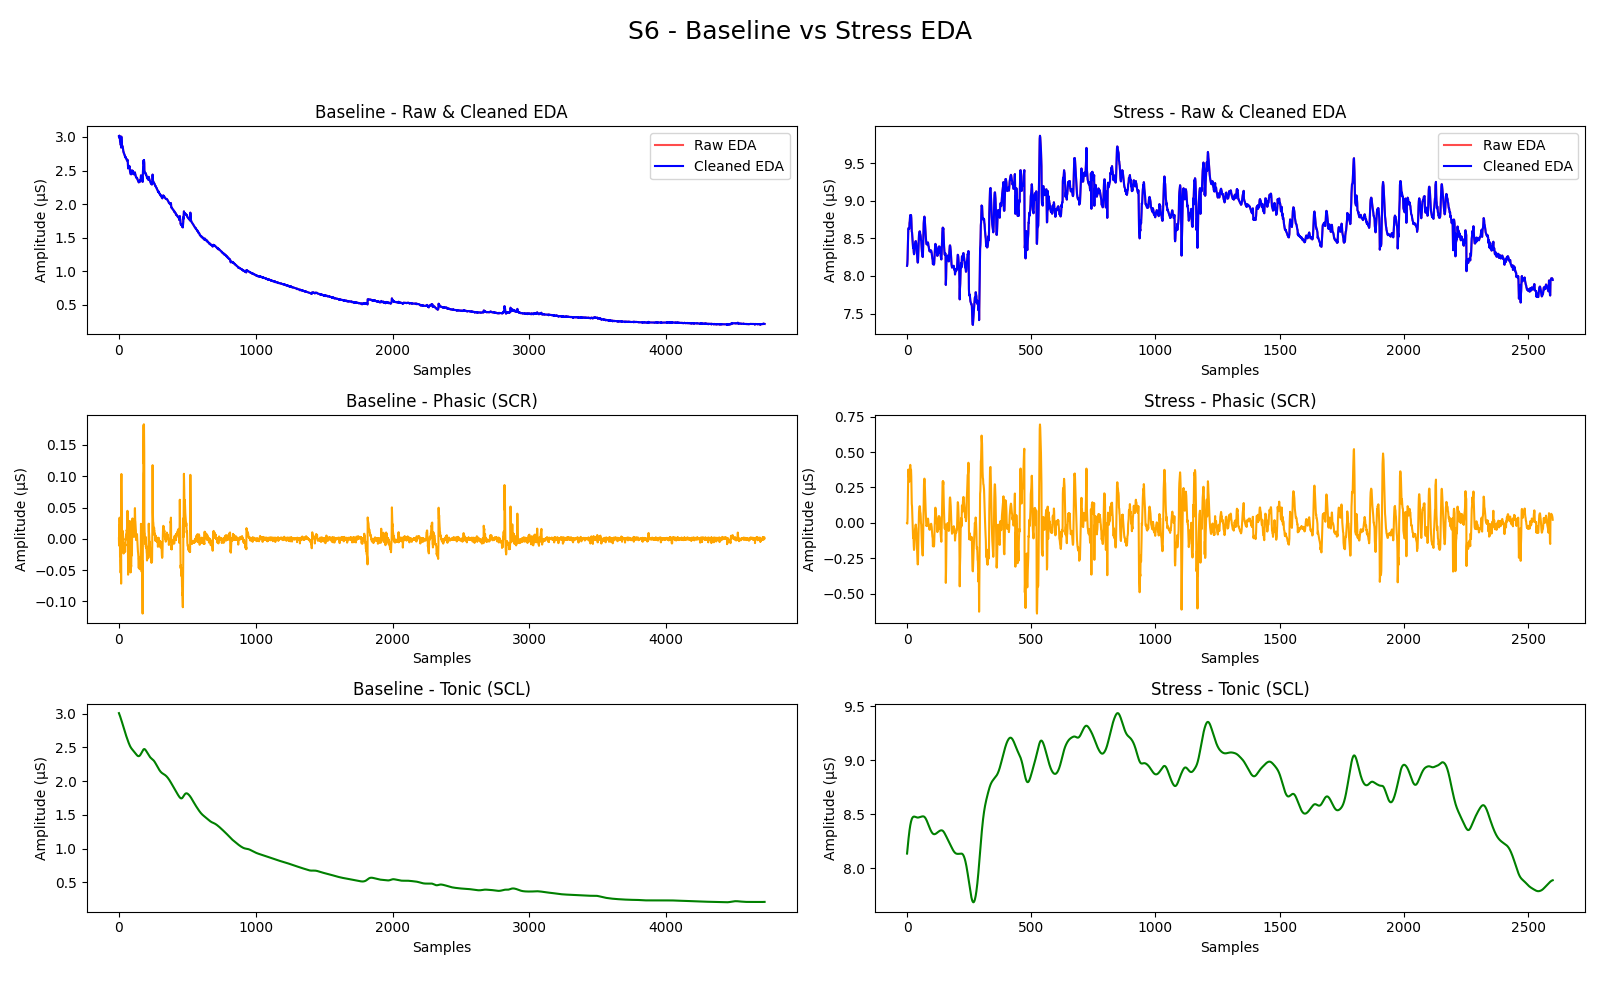 S6 - Baseline vs Stress EDA
Baseline - Raw & Cleaned EDA
Amplitude (µS)
3.0
2.5
2.0
1.5
1.0
0.5
Raw EDA
Cleaned EDA
0 1000 2000 3000 4000
Samples
Stress - Raw & Cleaned EDA
Amplitude (µS)
9.5
9.0
8.5
8.0
7.5
Raw EDA
Cleaned EDA
0 500 1000 1500 2000 2500
Samples
Baseline - Phasic (SCR)
Amplitude (µS)
0.15
0.10
0.05
0.00
−0.05
−0.10
0 1000 2000 3000 4000
Samples
Stress - Phasic (SCR)
Amplitude (µS)
0.75
0.50
0.25
0.00
−0.25
−0.50
0 500 1000 1500 2000 2500
Samples
Baseline - Tonic (SCL)
Amplitude (µS)
3.0
2.5
2.0
1.5
1.0
0.5
0 1000 2000 3000 4000
Samples
Stress - Tonic (SCL)
Amplitude (µS)
9.5
9.0
8.5
8.0
0 500 1000 1500 2000 2500
Samples